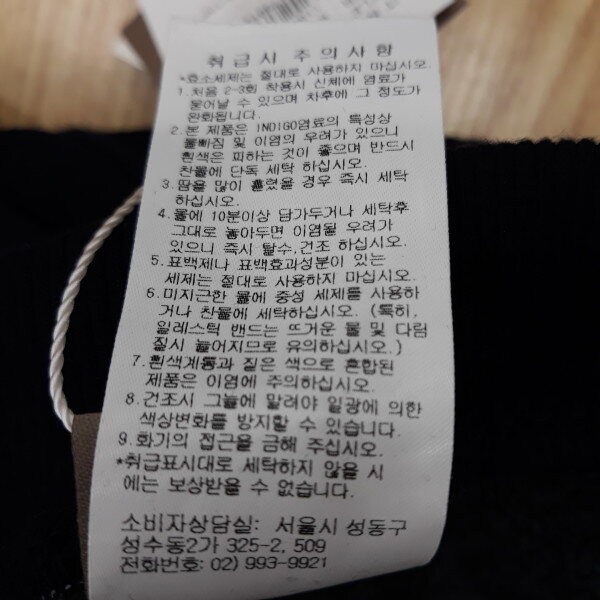 취급시 주의사항
*효소세제는 절대로 사용하지 마십시오.
1.처음 2-3회 착용시 신체에 염료가
묻어날 수 있으며 차후에 그 정도가
완화됩니다.
2.본 제품은 INDIGO염료의 특성상
물빠짐 및 이염의 우려가 있으니
흰색은 피하는 것이 좋으며 반드시
찬물에 단독 세탁 하십시오.
3.땀을 많이 흘렸을 경우 즉시 세탁
하십시오.
4.물에 10분이상 담가두거나 세탁후
그대로 놓아두면 이염될 우려가
있으니 즉시 탈수,건조 하십시오.
5.표백제나 표백효과성분이 있는
세제는 절대로 사용하지 마십시오.
6.미지근한 물에 중성 세제를 사용하
거나 찬물에 세탁하십시오. (특히,
일레스틱 밴드는 뜨거운 물 및 다림
질시 늘어지므로 유의하십시오.)
7.흰색계통과 짙은 색으로 혼합된
제품은 이염에 주의하십시오.
8.건조시 그늘에 말려야 일광에 의한
색상변화를 방지할 수 있습니다.
9.화기의 접근을 금해 주십시오.
*취급표시대로 세탁하지 않을 시
에는 보상받을 수 없습니다.
소비자상담실: 서울시 성동구
성수동2가 325-2, 509
전화번호: 02) 993-9921